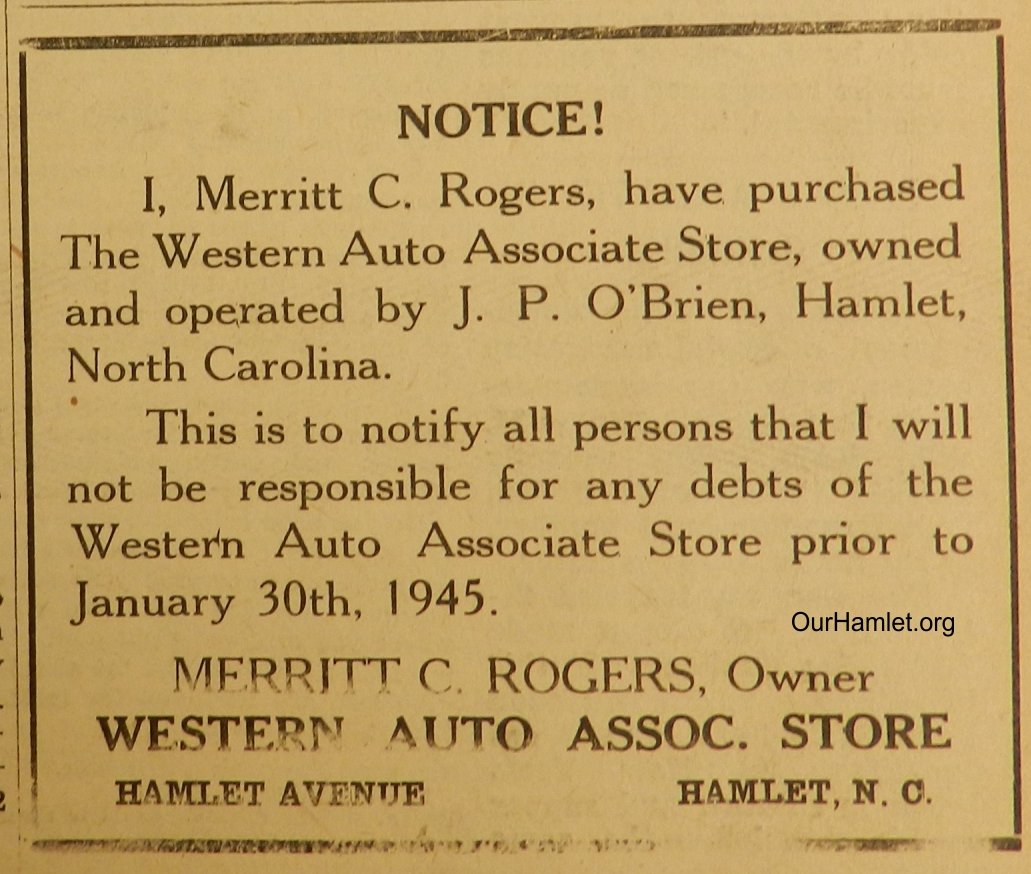 NOTICE!
I, Merritt C. Rogers, have purchased
The Western Auto Associate Store, owned
and operated by J. P. O'Brien, Hamlet,
North Carolina.
This is to notify all persons that I will
not be responsible for any debts of the
Western Auto Associate Store prior to
January 30th, 1945.
OurHamlet.org
MERRITT C. ROGERS, Owner
WESTERN AUTO ASSOC. STORE
HAMLET AVENUE HAMLET, N. C.